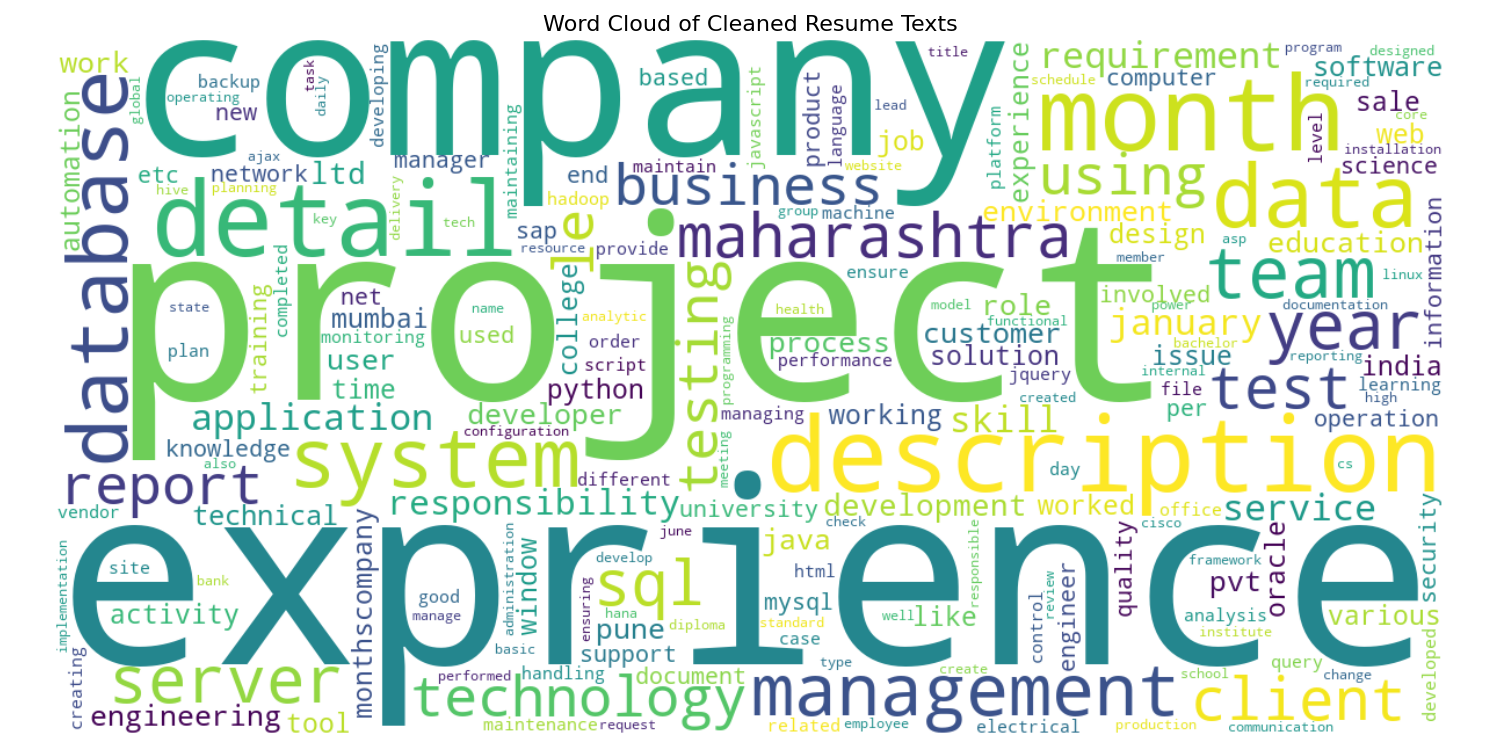 Word Cloud of Cleaned Resume Texts
company
project
exprience
description
database
detail
month
data
maharashtra
business
using
team
year
test
system
testing
report
responsibility
server
technology
management
client
sql
service
application
requirement
software
computer
experience
work
backup
operating
global
new
task
daily
developing
based
javascript
product
language
lead
title
job
platform
schedule
program
designed
required
sale
core
web
level
installation
science
automation
etc
ajax
network
ltd
manager
maintaining
maintain
end
hadoop
website
hive
planning
key
delivery
tech
sap
resource
provide
le
group
machine
environment
design
asp
education
member
information
linux
state
plan
completed
training
net
mumbai
monitoring
user
time
name
used
college
analytic
order
script
python
health
ensure
process
performance
programming
model
functional
role
customer
solution
jquery
created
involved
power
january
bachelor
issue
internal
documentation
reporting
india
learning
high
file
per
operation
developer
configuration
knowledge
also
managing
working
skill
different
meeting
day
cs
vendor
technical
university
development
worked
office
security
monthscompany
june
check
java
cisco
framework
implementation
site
bank
activity
good
manage
administration
basic
window
develop
ensuring
hana
pune
diploma
support
html
mysql
standard
case
well
like
responsible
control
review
engineer
quality
pvt
oracle
analysis
institute
various
creating
engineering
tool
performed
handling
document
maintenance
request
type
related
employee
create
electrical
school
query
change
developed
production
communication